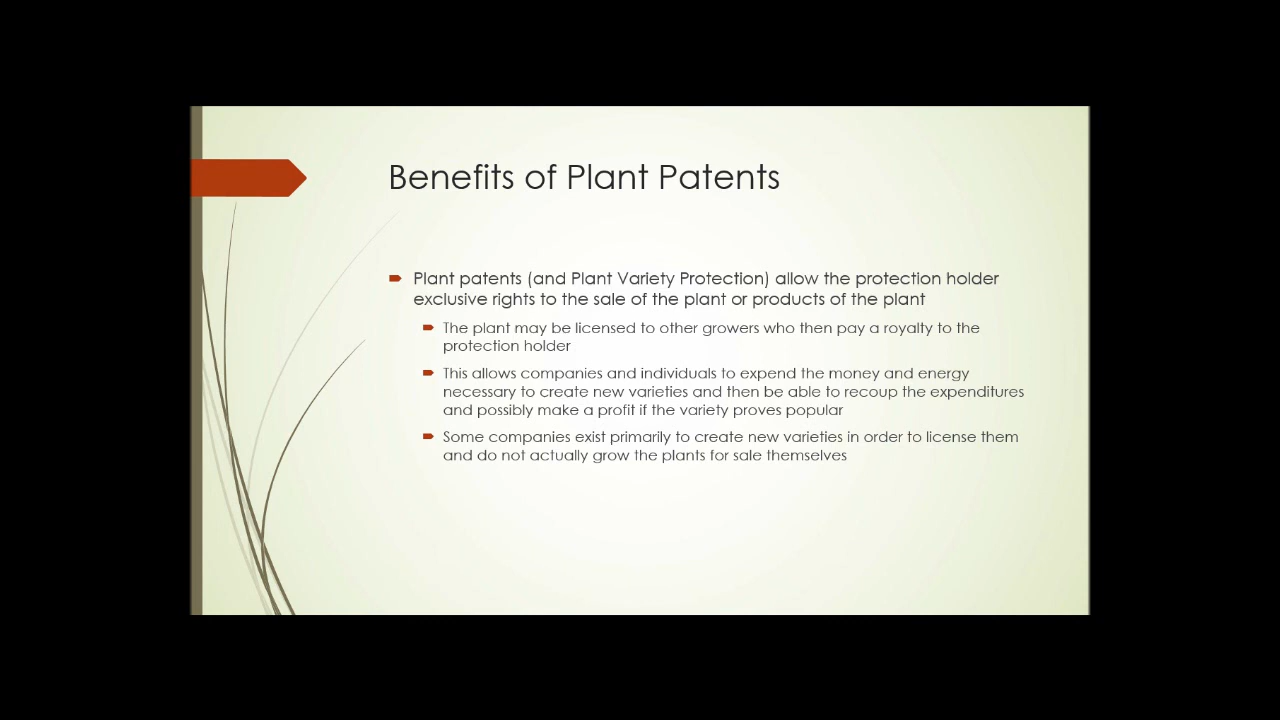 Benefits of Plant Patents
Plant patents (and Plant Variety Protection) allow the protection holder
exclusive rights to the sale of the plant or products of the plant
The plant may be licensed to other growers who then pay a royalty to the
protection holder
This allows companies and individuals to expend the money and energy
necessary to create new varieties and then be able to recoup the expenditures
and possibly make a profit if the variety proves popular
Some companies exist primarily to create new varieties in order to license them
and do not actually grow the plants for sale themselves